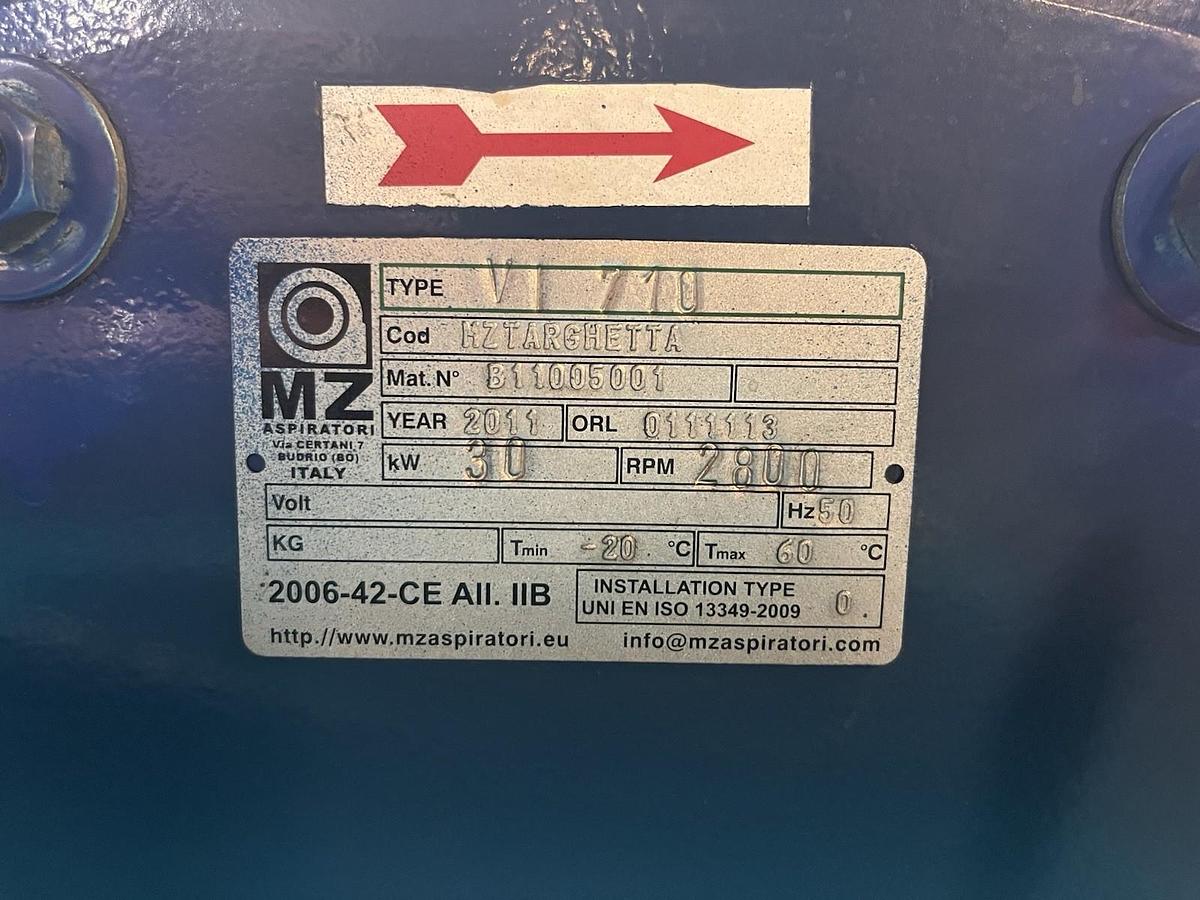 TYPE VI 710
Cod MZTARGHETTA
Mat. N° B11005001
YEAR 2011 ORL 0111113
kW 30 RPM 2800
MZ
ASPIRATORI
Via CERTANI,7
BUDRIO (BO)
ITALY
Volt Hz 50
KG Tmin -20 °C Tmax 60 °C
2006-42-CE All. IIB
INSTALLATION TYPE
UNI EN ISO 13349-2009 0
http://www.mzaspiratori.eu info@mzaspiratori.com